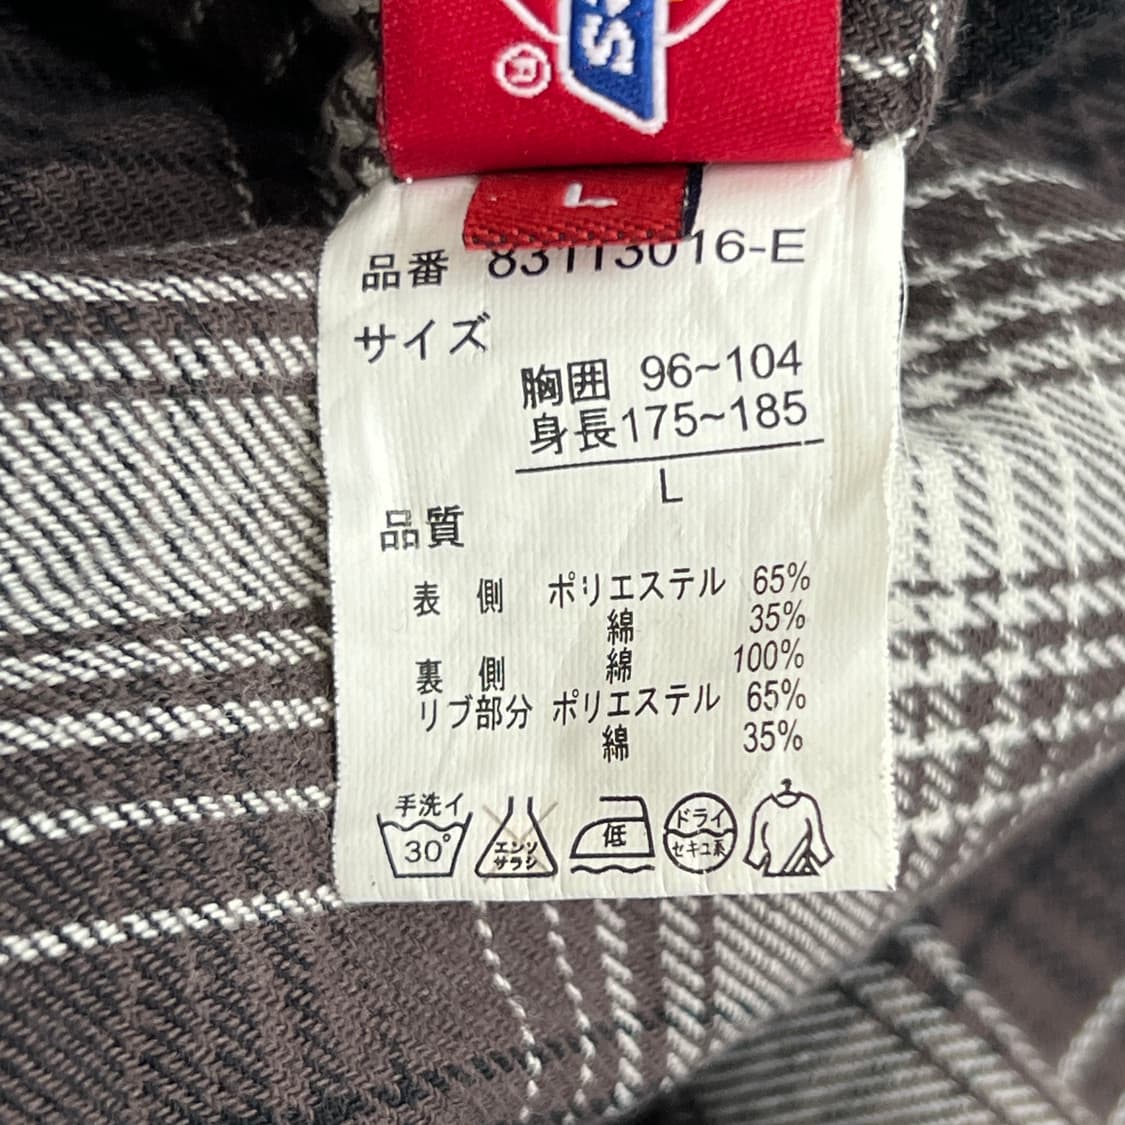 ®
L
品番 83113016-E
サイズ
胸囲 96~104
身長175~185
L
品質
表 側 ポリエステル 65%
綿 35%
裏 側 綿 100%
リブ部分 ポリエステル 65%
綿 35%
手洗イ
30°
エンソ
サラシ
低
ドライ
セキユ系